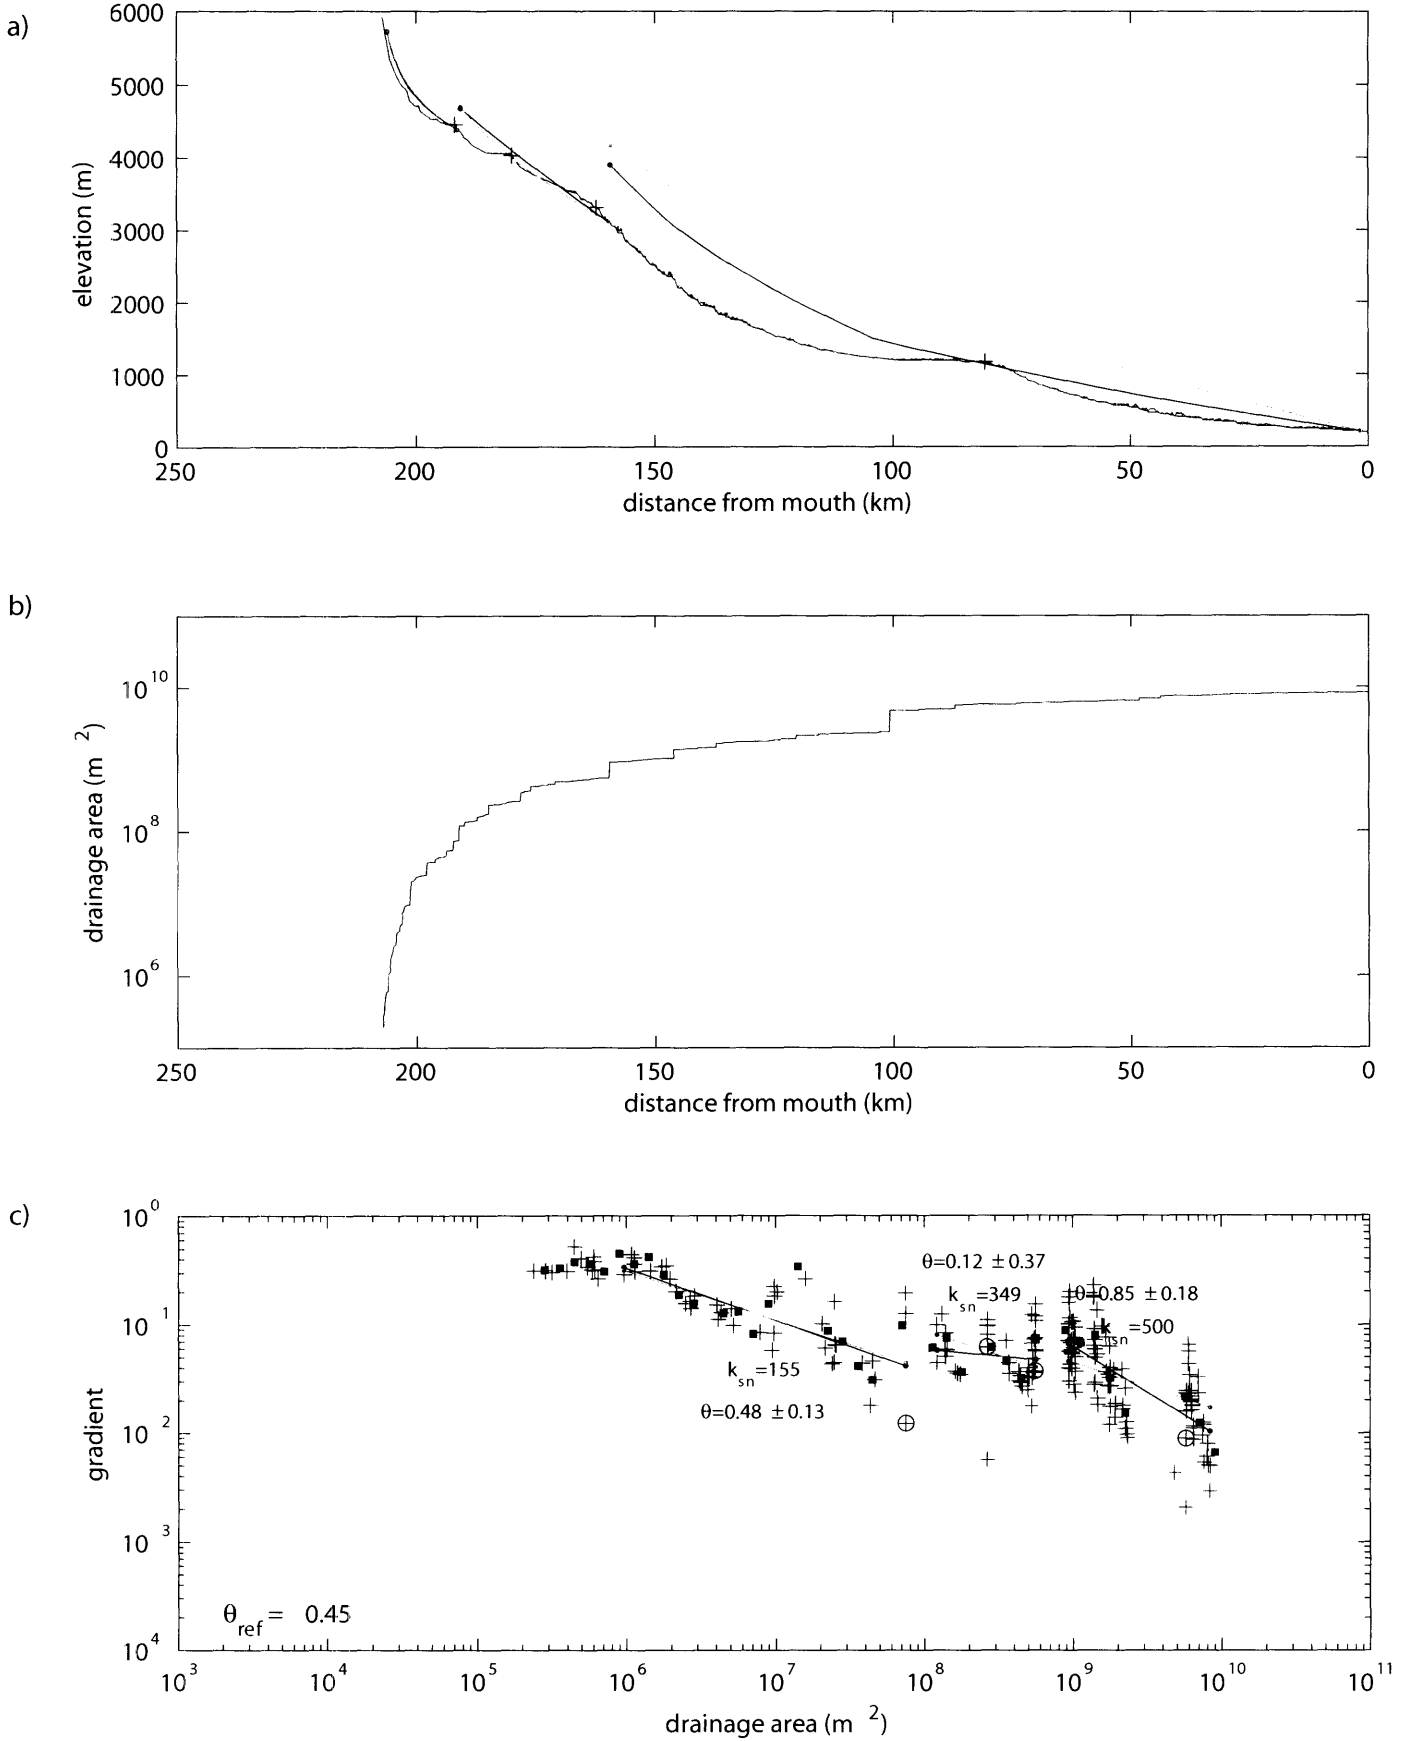 a)
6000
5000
4000
3000
2000
1000
0
elevation (m)
250 200 150 100 50 0
distance from mouth (km)
b)
10^10
10^8
10^6
drainage area (m ^2)
250 200 150 100 50 0
distance from mouth (km)
c)
10^0
10^1
10^2
10^3
10^4
gradient
θ=0.12 ±0.37
k_sn=349
θ=0.85 ±0.18
k_sn=500
k_sn=155
θ=0.48 ±0.13
θ_ref= 0.45
10^3 10^4 10^5 10^6 10^7 10^8 10^9 10^10 10^11
drainage area (m ^2)